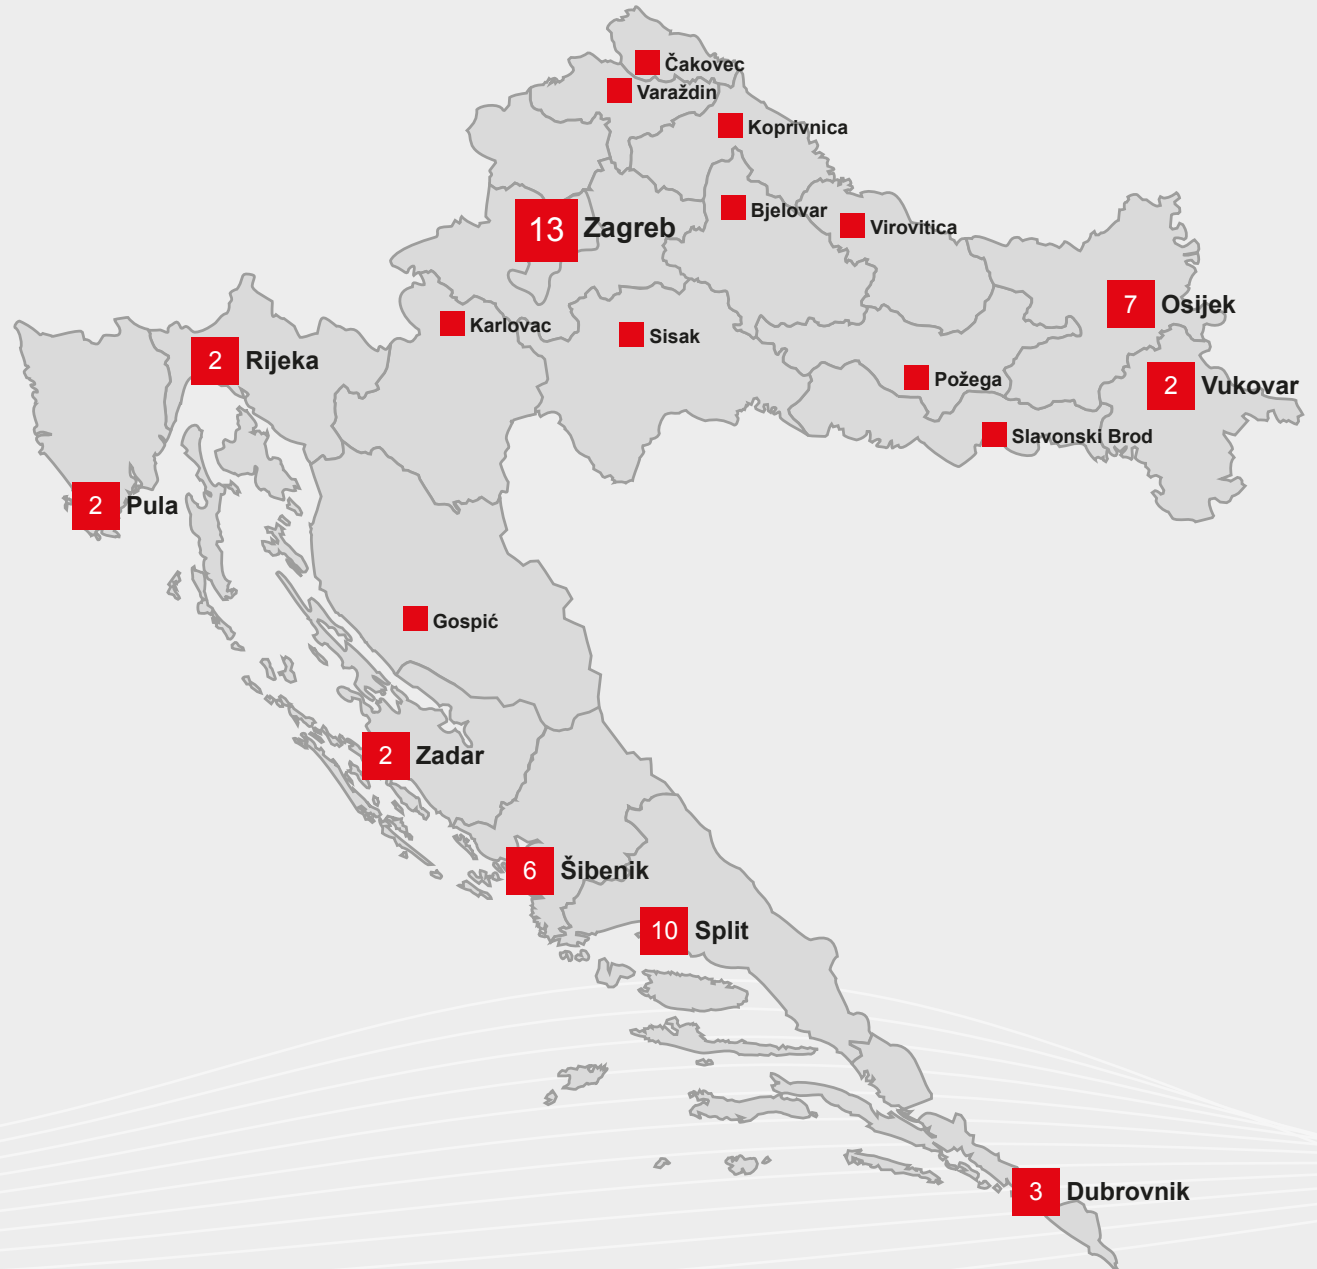 Čakovec
Varaždin
Koprivnica
Bjelovar
Virovitica
13 Zagreb
7 Osijek
Karlovac
Sisak
2 Rijeka
Požega
2 Vukovar
Slavonski Brod
2 Pula
Gospić
2 Zadar
6 Šibenik
10 Split
3 Dubrovnik